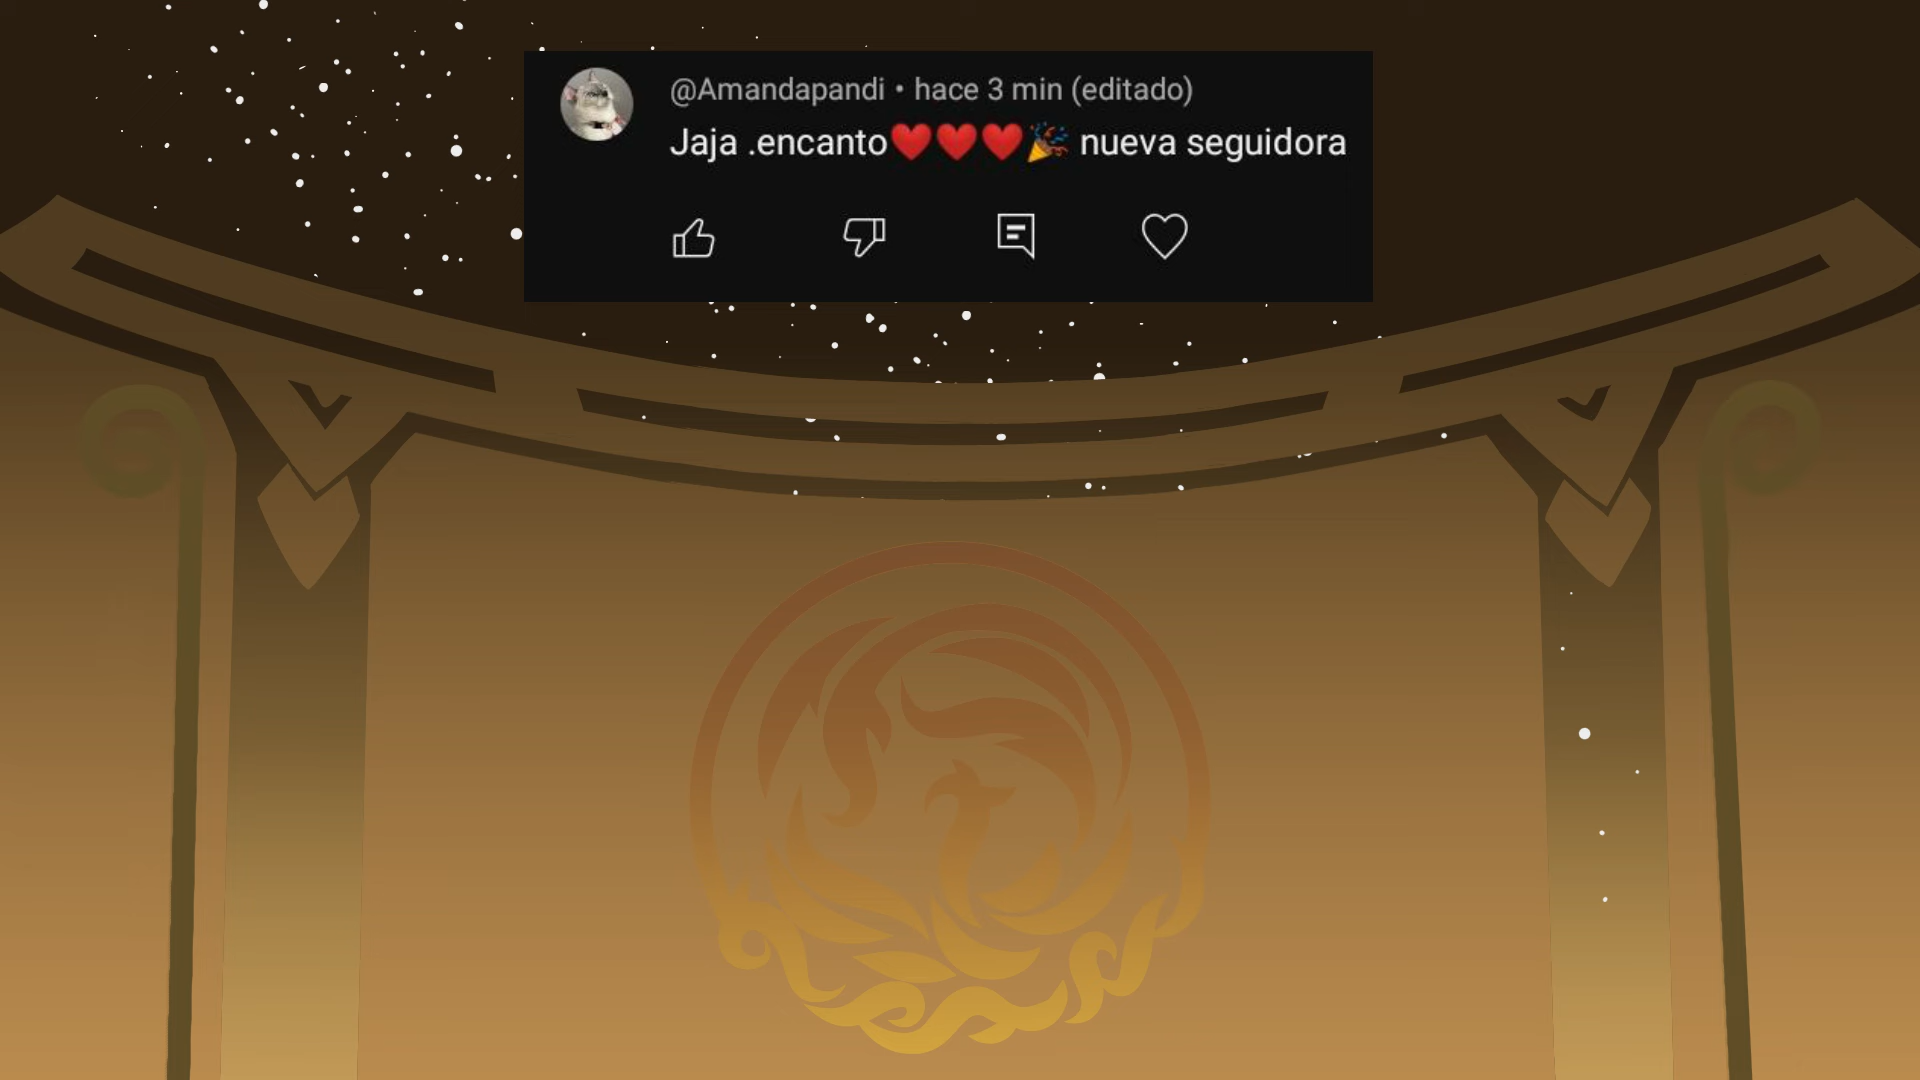 @Amandapandi • hace 3 min (editado)
Jaja .encanto❤️❤️❤️🎉 nueva seguidora